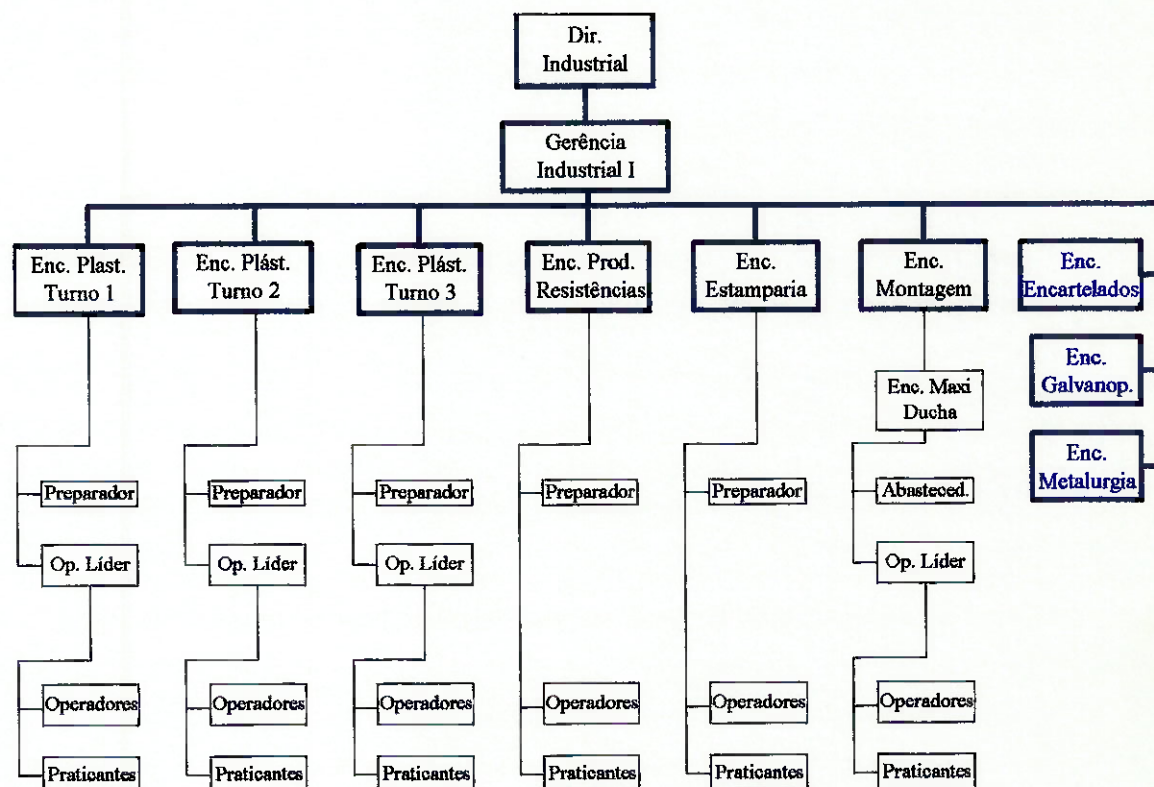 Dir.
Industrial
Gerência
Industrial I
Enc. Plast.
Turno 1
Enc. Plást.
Turno 2
Enc. Plást.
Turno 3
Enc. Prod.
Resistências
Enc.
Estamparia
Enc.
Montagem
Enc.
Encartelados
Enc.
Galvanop.
Enc.
Metalurgia
Enc. Maxi
Ducha
Preparador
Preparador
Preparador
Preparador
Preparador
Abasteced.
Op. Líder
Op. Líder
Op. Líder
Op. Líder
Operadores
Operadores
Operadores
Operadores
Operadores
Operadores
Praticantes
Praticantes
Praticantes
Praticantes
Praticantes
Praticantes